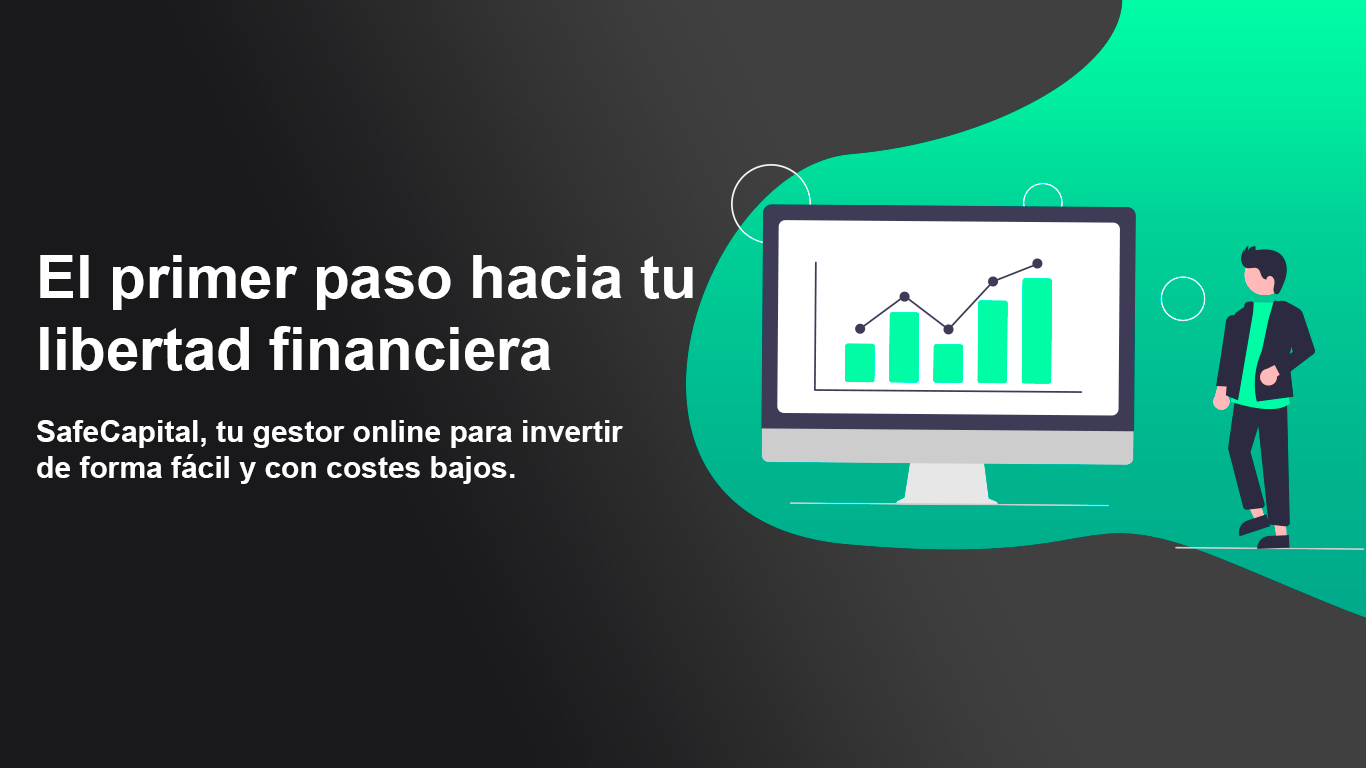 El primer paso hacia tu
libertad financiera
SafeCapital, tu gestor online para invertir
de forma fácil y con costes bajos.